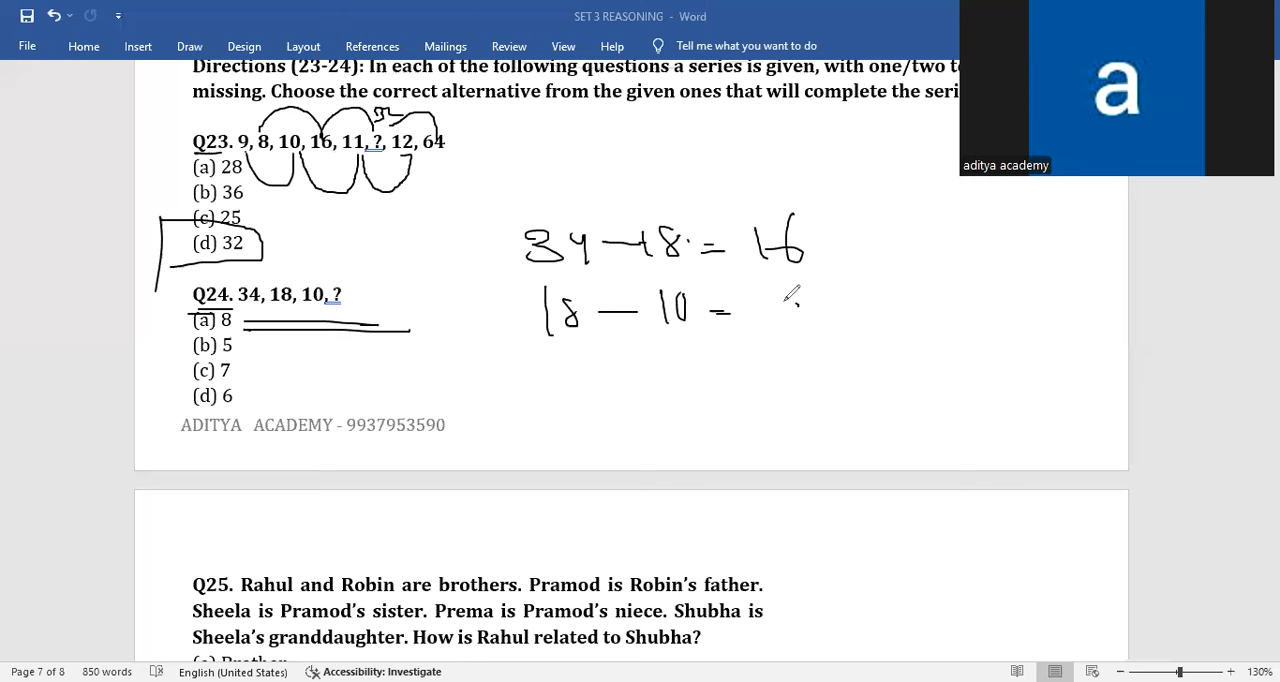 SET 3 REASONING - Word
File Home Insert Draw Design Layout References Mailings Review View Help Tell me what you want to do
Directions (23-24): In each of the following questions a series is given, with one/two te
missing. Choose the correct alternative from the given ones that will complete the seri
32
Q23. 9, 8, 10, 16, 11, ?, 12, 64
(a) 28
(b) 36
(c) 25
(d) 32
34 - 18 = 16
Q24. 34, 18, 10, ?
18 - 10 =
(a) 8
(b) 5
(c) 7
(d) 6
ADITYA ACADEMY - 9937953590
Q25. Rahul and Robin are brothers. Pramod is Robin's father.
Sheela is Pramod's sister. Prema is Pramod's niece. Shubha is
Sheela's granddaughter. How is Rahul related to Shubha?
(a) Brother
a
aditya academy
Page 7 of 8 850 words English (United States) Accessibility: Investigate 130%